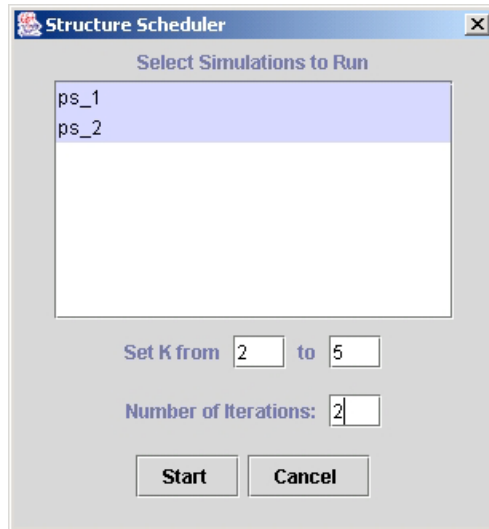 Structure Scheduler
Select Simulations to Run
ps_1
ps_2
Set K from 2 to 5
Number of Iterations: 2
Start Cancel